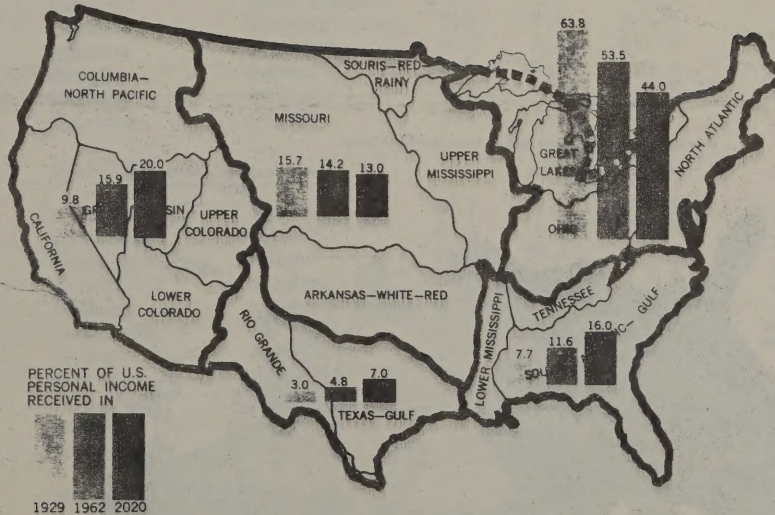 63.8
53.5
44.0
SOURIS–RED–
RAINY
COLUMBIA–
NORTH PACIFIC
MISSOURI
UPPER
MISSISSIPPI
GREAT
LAKES
NORTH ATLANTIC
9.8
15.9
20.0
15.7
14.2
13.0
UPPER
COLORADO
CALIFORNIA
OHIO
LOWER
COLORADO
ARKANSAS–WHITE–RED
TENNESSEE
RIO GRANDE
LOWER MISSISSIPPI
GULF
7.7
11.6
16.0
3.0
4.8
7.0
TEXAS–GULF
PERCENT OF U.S.
PERSONAL INCOME
RECEIVED IN
1929 1962 2020